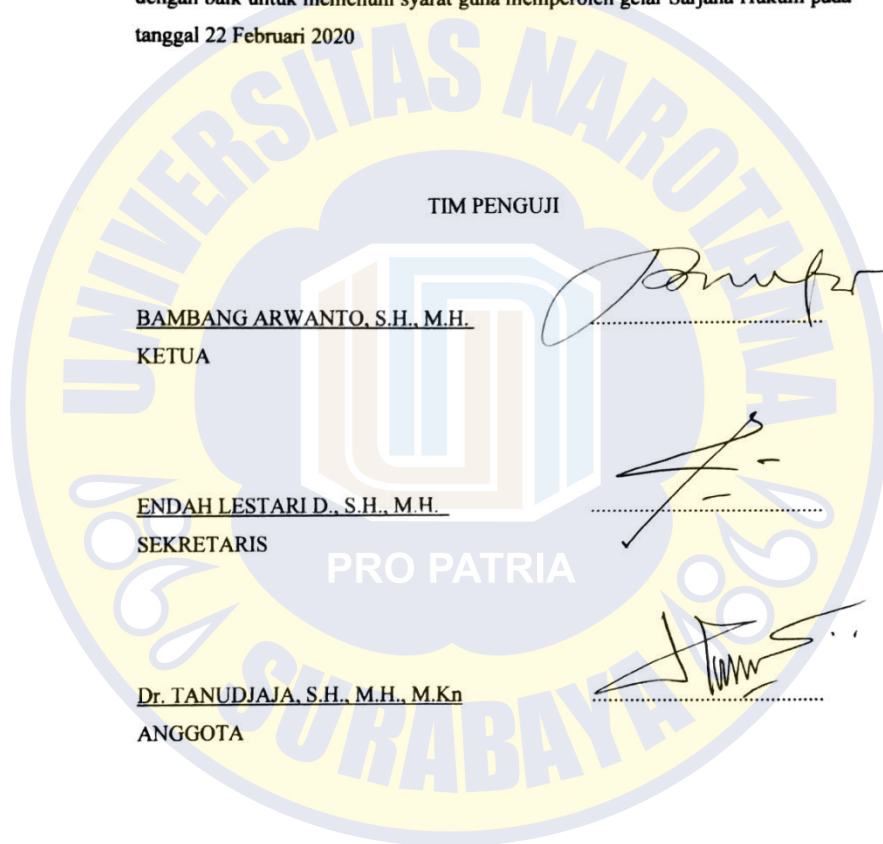 dengan baik untuk memenuhi syarat guna memperoleh gelar Sarjana Hukum pada
tanggal 22 Februari 2020
UNIVERSITAS NAROTAMA
TIM PENGUJI
BAMBANG ARWANTO, S.H., M.H.
KETUA
ENDAH LESTARI D., S.H., M.H.
SEKRETARIS
PRO PATRIA
Dr. TANUDJAJA, S.H., M.H., M.Kn
ANGGOTA
SURABAYA